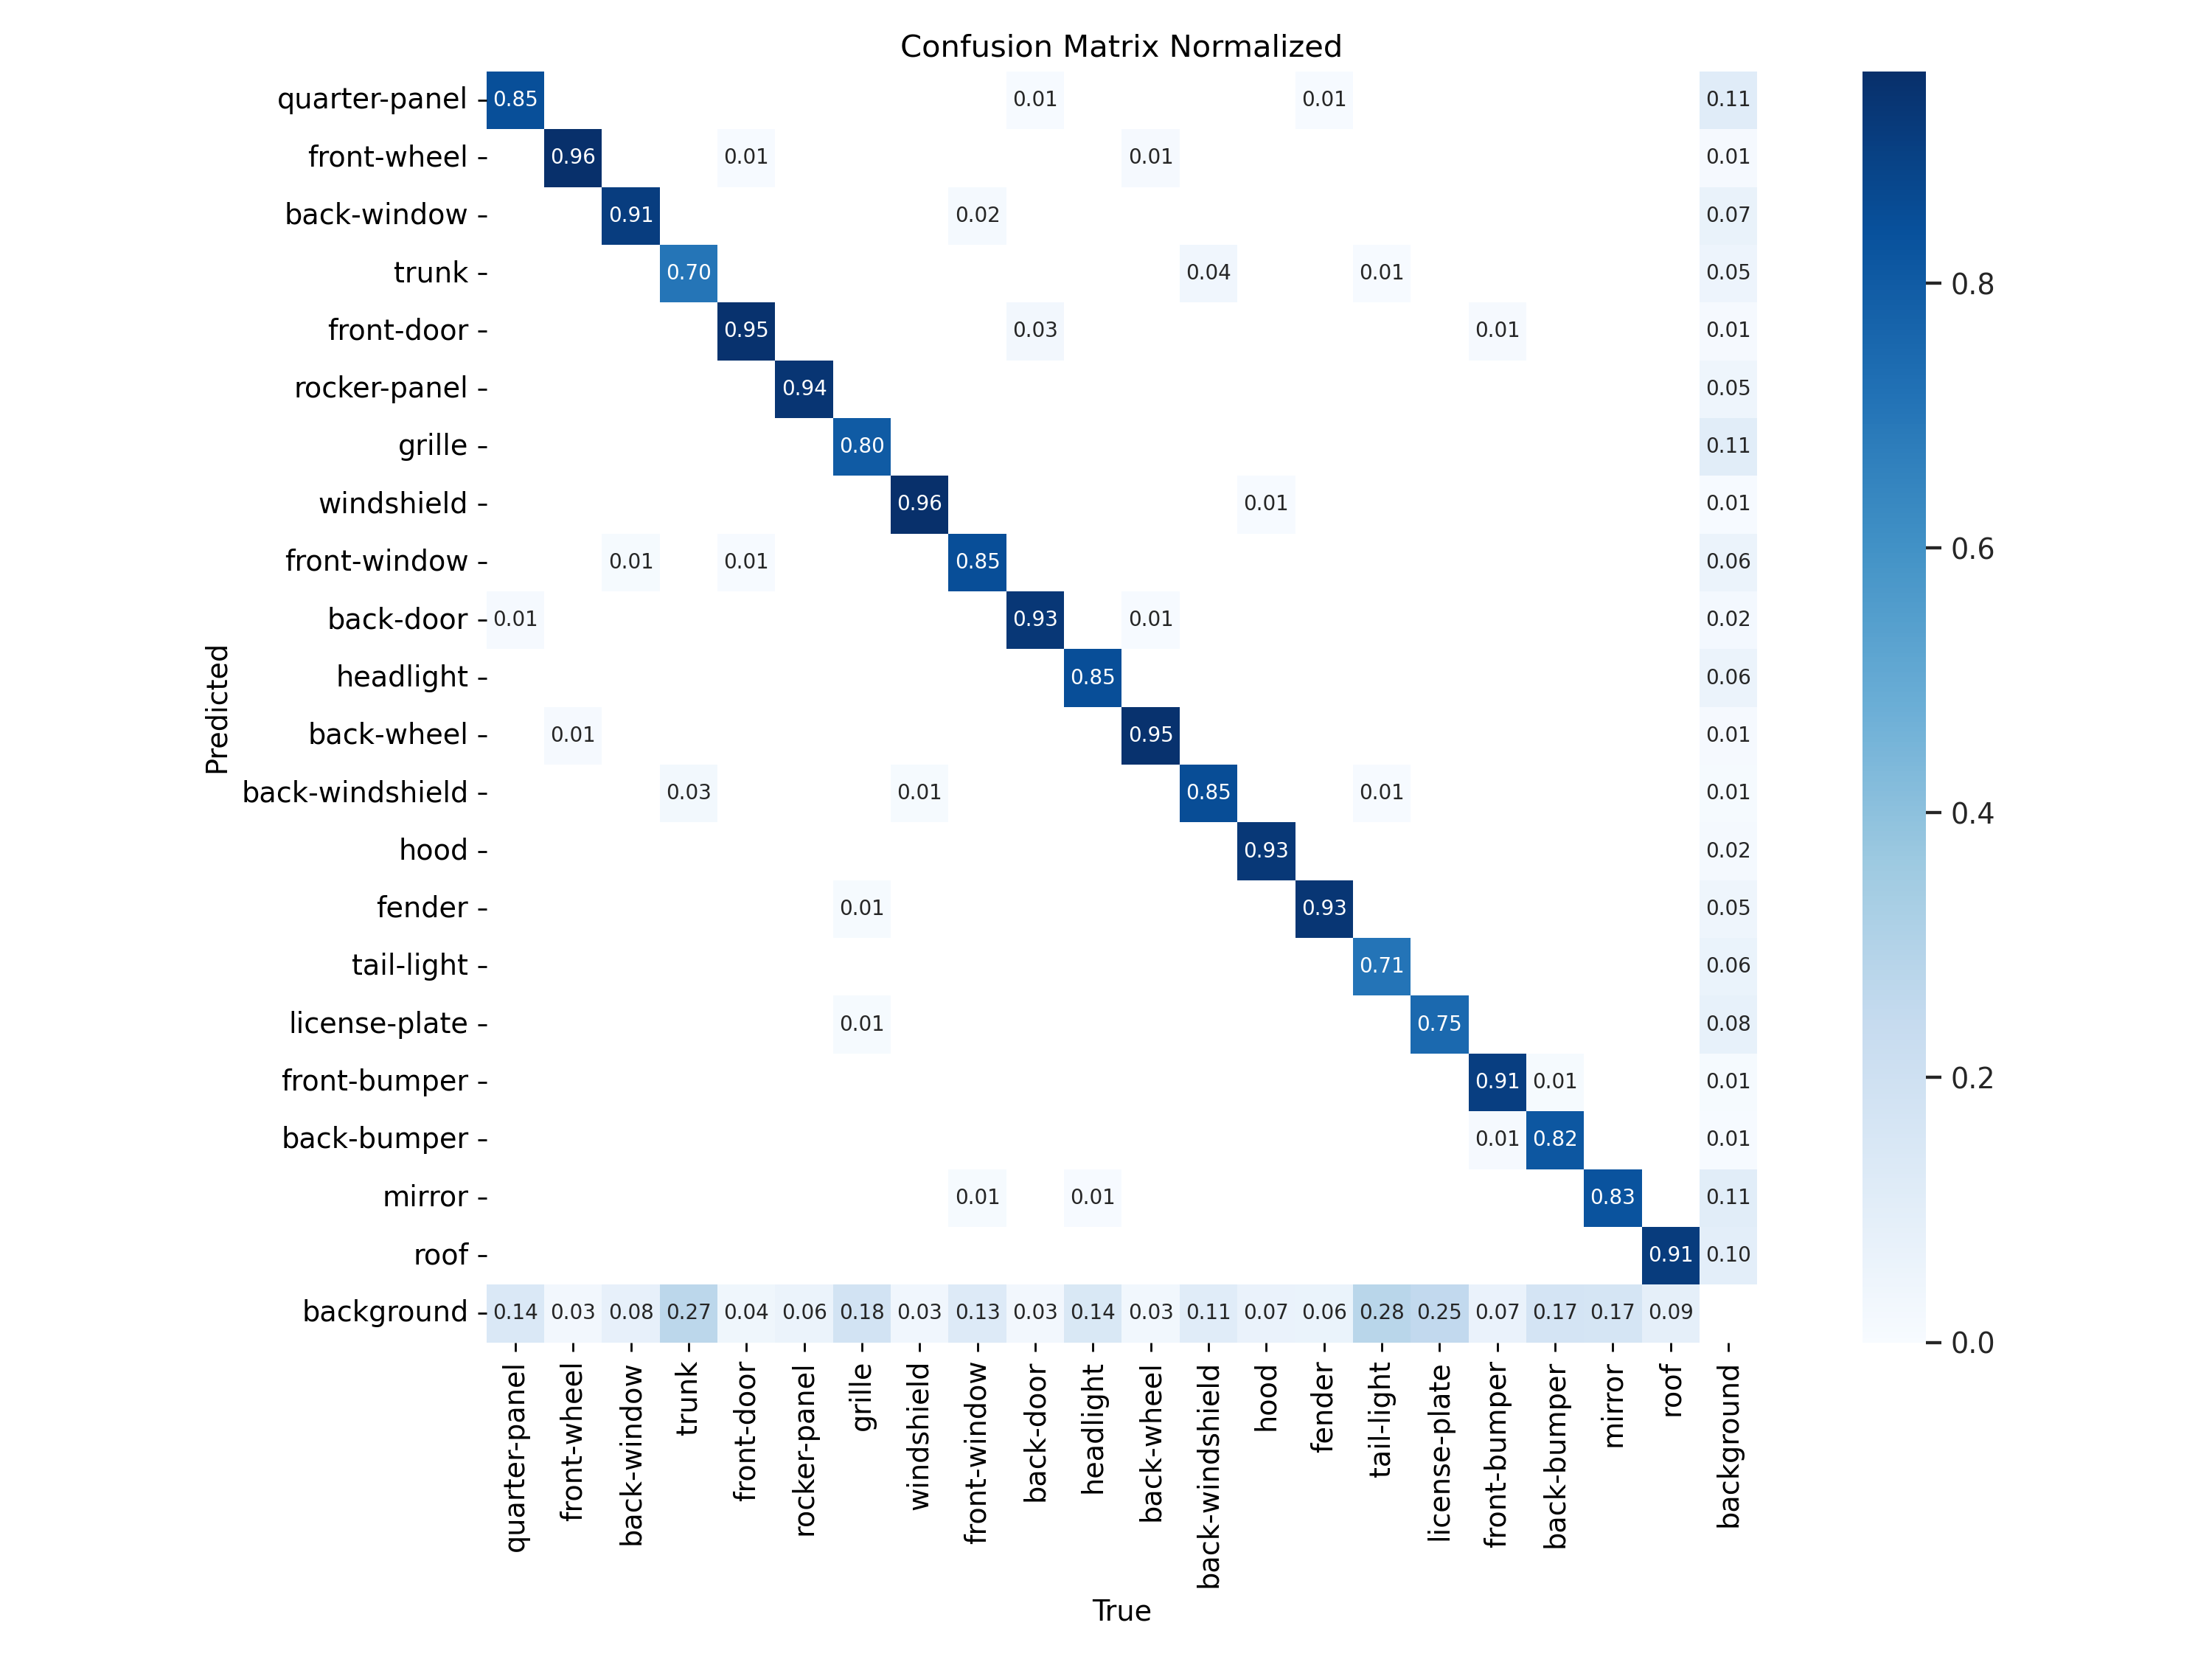 Confusion Matrix Normalized
quarter-panel 0.85 0.01 0.01 0.11
front-wheel 0.96 0.01 0.01 0.01
back-window 0.91 0.02 0.07
trunk 0.70 0.04 0.01 0.05
0.8
front-door 0.95 0.03 0.01 0.01
rocker-panel 0.94 0.05
grille 0.80 0.11
windshield 0.96 0.01 0.01
0.6
front-window 0.01 0.01 0.85 0.06
back-door 0.01 0.93 0.01 0.02
headlight 0.85 0.06
Predicted
back-wheel 0.01 0.95 0.01
back-windshield 0.03 0.01 0.85 0.01 0.01
0.4
hood 0.93 0.02
fender 0.01 0.93 0.05
tail-light 0.71 0.06
license-plate 0.01 0.75 0.08
front-bumper 0.91 0.01 0.01
0.2
back-bumper 0.01 0.82 0.01
mirror 0.01 0.01 0.83 0.11
roof 0.91 0.10
background 0.14 0.03 0.08 0.27 0.04 0.06 0.18 0.03 0.13 0.03 0.14 0.03 0.11 0.07 0.06 0.28 0.25 0.07 0.17 0.17 0.09
0.0
quarter-panel
front-wheel
back-window
trunk
front-door
rocker-panel
grille
windshield
front-window
back-door
headlight
back-wheel
back-windshield
hood
fender
tail-light
license-plate
front-bumper
back-bumper
mirror
roof
background
True